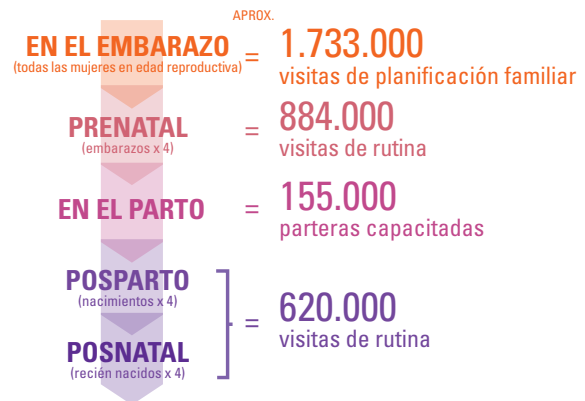 APROX.
EN EL EMBARAZO = 1.733.000
(todas las mujeres en edad reproductiva)
visitas de planificación familiar
PRENATAL = 884.000
(embarazos x 4)
visitas de rutina
EN EL PARTO = 155.000
parteras capacitadas
POSPARTO
(nacimientos x 4)
= 620.000
visitas de rutina
POSNATAL
(recién nacidos x 4)